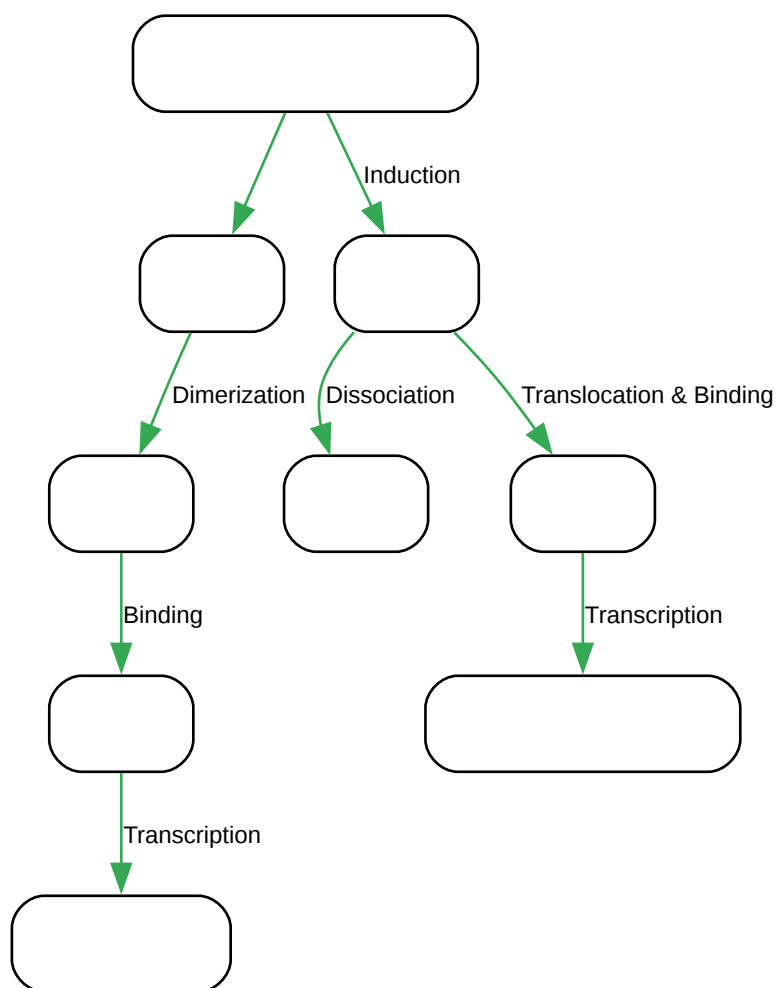 Induction
Dimerization
Dissociation
Translocation & Binding
Binding
Transcription
Transcription